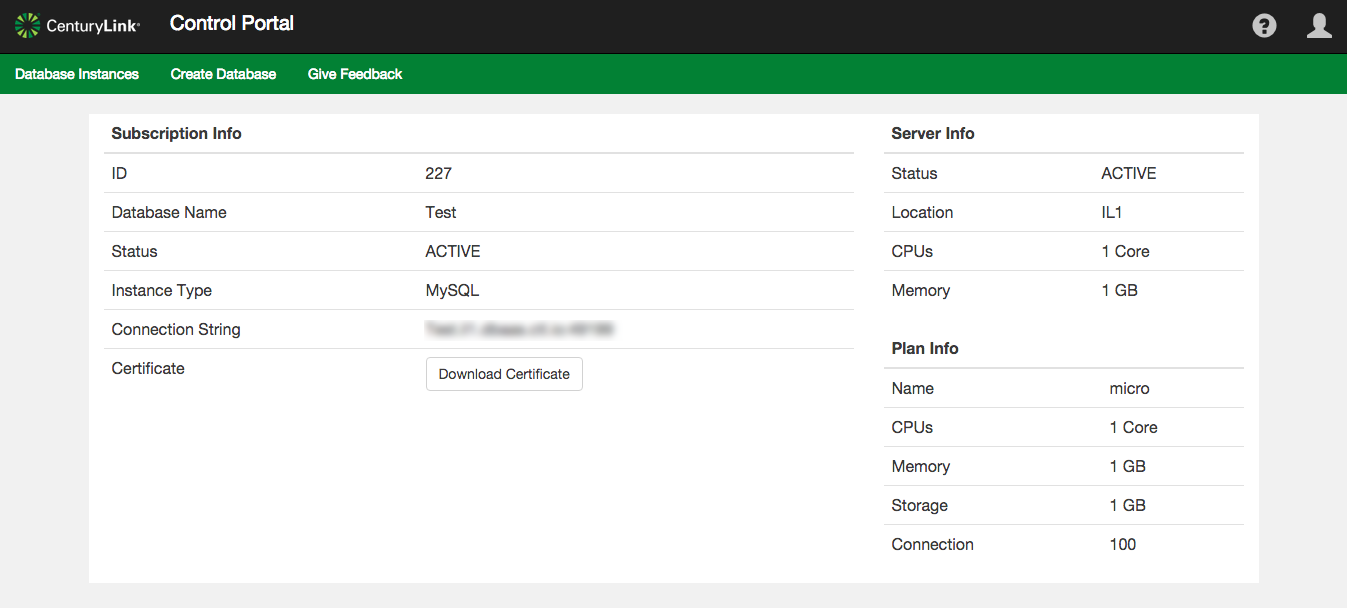 CenturyLink® Control Portal
Database Instances Create Database Give Feedback
Subscription Info
ID 227
Database Name Test
Status ACTIVE
Instance Type MySQL
Connection String
Certificate Download Certificate
Server Info
Status ACTIVE
Location IL1
CPUs 1 Core
Memory 1 GB
Plan Info
Name micro
CPUs 1 Core
Memory 1 GB
Storage 1 GB
Connection 100